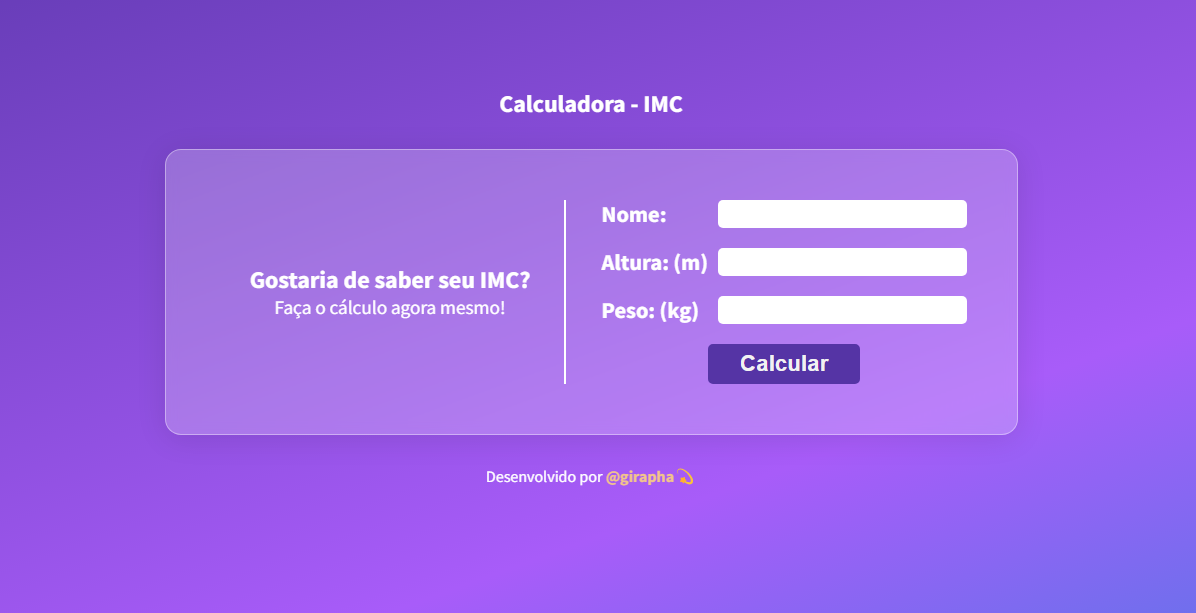 Calculadora - IMC
Gostaria de saber seu IMC?
Faça o cálculo agora mesmo!
Nome:
Altura: (m)
Peso: (kg)
Calcular
Desenvolvido por @girapha 💫